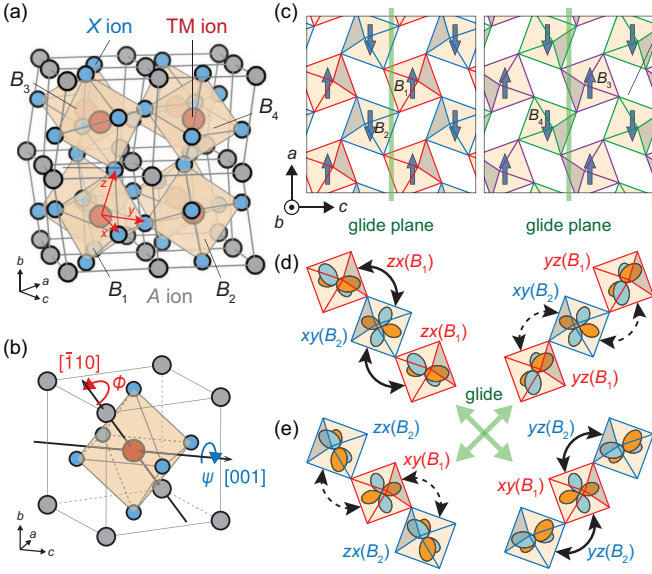 (a)
X ion
TM ion
B3
B4
z
y
x
B1
B2
A ion
b
a
c
(b)
[1̄10]
ϕ
ψ [001]
b
a
c
(c)
B1
B2
B3
B4
a
b
c
glide plane
glide plane
(d)
zx(B1)
xy(B2)
zx(B1)
yz(B1)
xy(B2)
yz(B1)
glide
(e)
zx(B2)
xy(B1)
zx(B2)
yz(B2)
xy(B1)
yz(B2)